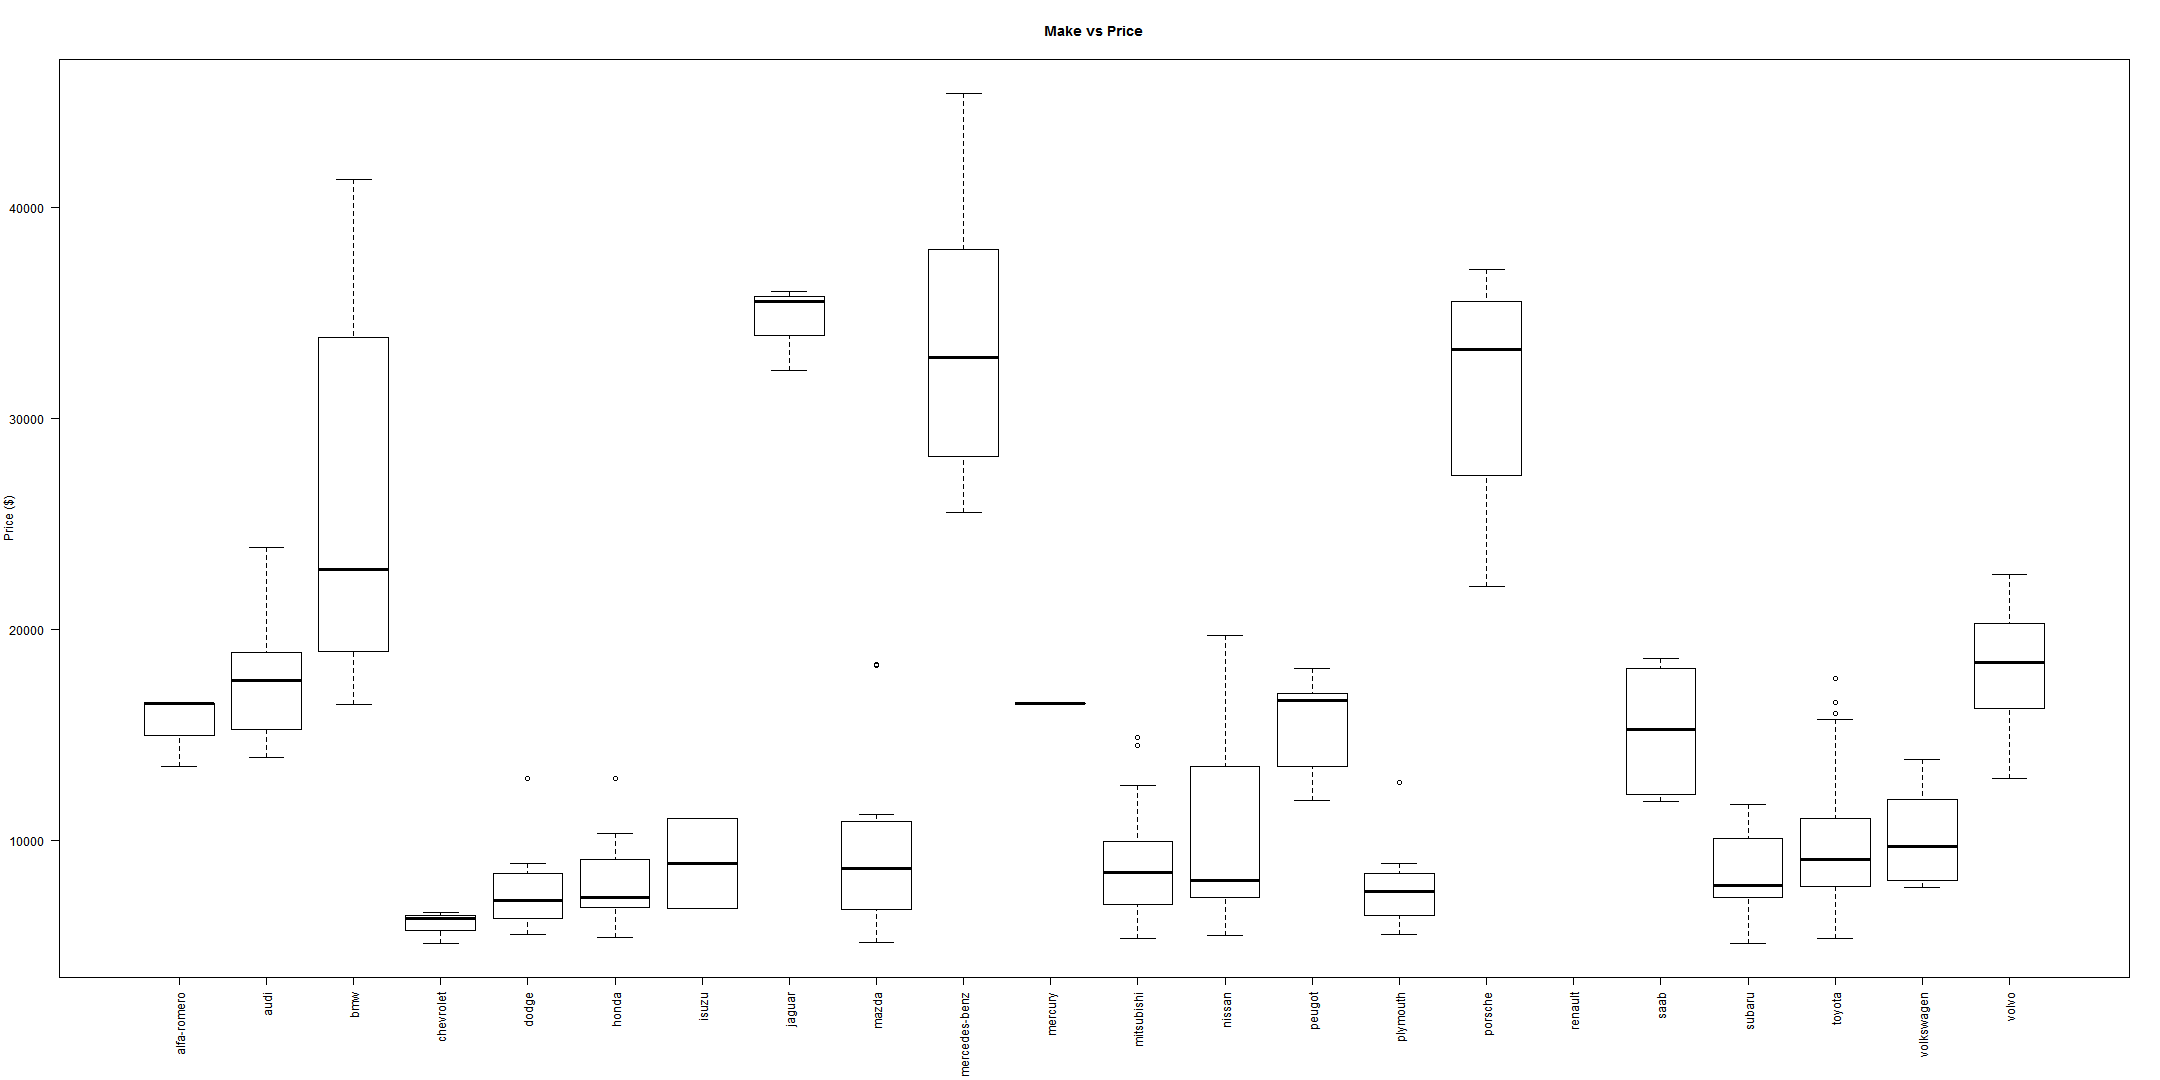 Make vs Price
Price ($)
40000
30000
20000
10000
alfa-romero
audi
bmw
chevrolet
dodge
honda
isuzu
jaguar
mazda
mercedes-benz
mercury
mitsubishi
nissan
peugot
plymouth
porsche
renault
saab
subaru
toyota
volkswagen
volvo